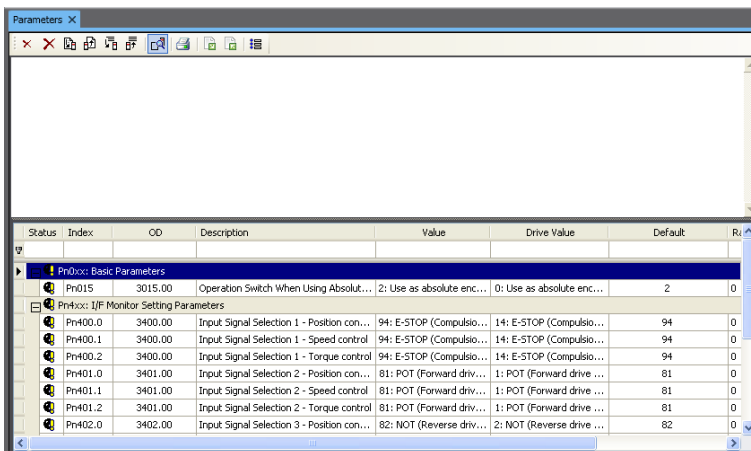 Parameters
Status Index OD Description Value Drive Value Default Ra
Pn0xx: Basic Parameters
Pn015 3015.00 Operation Switch When Using Absolut... 2: Use as absolute enc... 0: Use as absolute enc... 2 0
Pn4xx: I/F Monitor Setting Parameters
Pn400.0 3400.00 Input Signal Selection 1 - Position con... 94: E-STOP (Compulsio... 14: E-STOP (Compulsio... 94 0
Pn400.1 3400.00 Input Signal Selection 1 - Speed control 94: E-STOP (Compulsio... 14: E-STOP (Compulsio... 94 0
Pn400.2 3400.00 Input Signal Selection 1 - Torque control 94: E-STOP (Compulsio... 14: E-STOP (Compulsio... 94 0
Pn401.0 3401.00 Input Signal Selection 2 - Position con... 81: POT (Forward driv... 1: POT (Forward drive ... 81 0
Pn401.1 3401.00 Input Signal Selection 2 - Speed control 81: POT (Forward driv... 1: POT (Forward drive ... 81 0
Pn401.2 3401.00 Input Signal Selection 2 - Torque control 81: POT (Forward driv... 1: POT (Forward drive ... 81 0
Pn402.0 3402.00 Input Signal Selection 3 - Position con... 82: NOT (Reverse driv... 2: NOT (Reverse drive ... 82 0